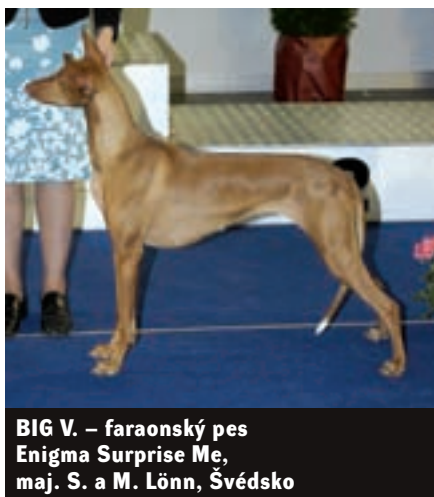 BIG V. – faraonský pes
Enigma Surprise Me,
maj. S. a M. Lönn, Švédsko